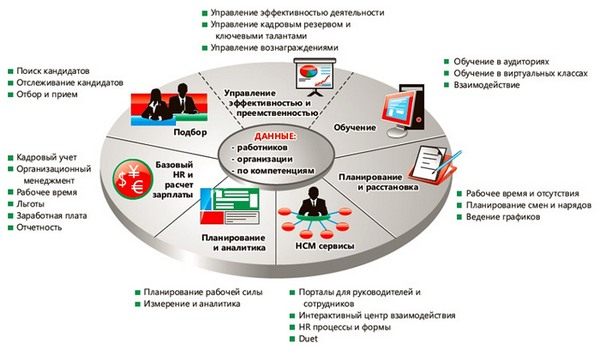 Управление эффективностью деятельности
Управление кадровым резервом и
ключевыми талантами
Управление вознаграждениями
Поиск кандидатов
Отслеживание кандидатов
Отбор и прием
Обучение в аудиториях
Обучение в виртуальных классах
Взаимодействие
Управление
эффективностью и
преемственностью
Подбор
Обучение
ДАННЫЕ:
- работников
- организации
- по компетенциям
Базовый
HR и расчет
зарплаты
$ ¥ €
Планирование
и расстановка
Планирование
и аналитика
HCM сервисы
Кадровый учет
Организационный
менеджмент
Рабочее время
Льготы
Заработная плата
Отчетность
Рабочее время и отсутствия
Планирование смен и нарядов
Ведение графиков
Планирование рабочей силы
Измерение и аналитика
Порталы для руководителей и
сотрудников
Интерактивный центр взаимодействия
HR процессы и формы
Duet